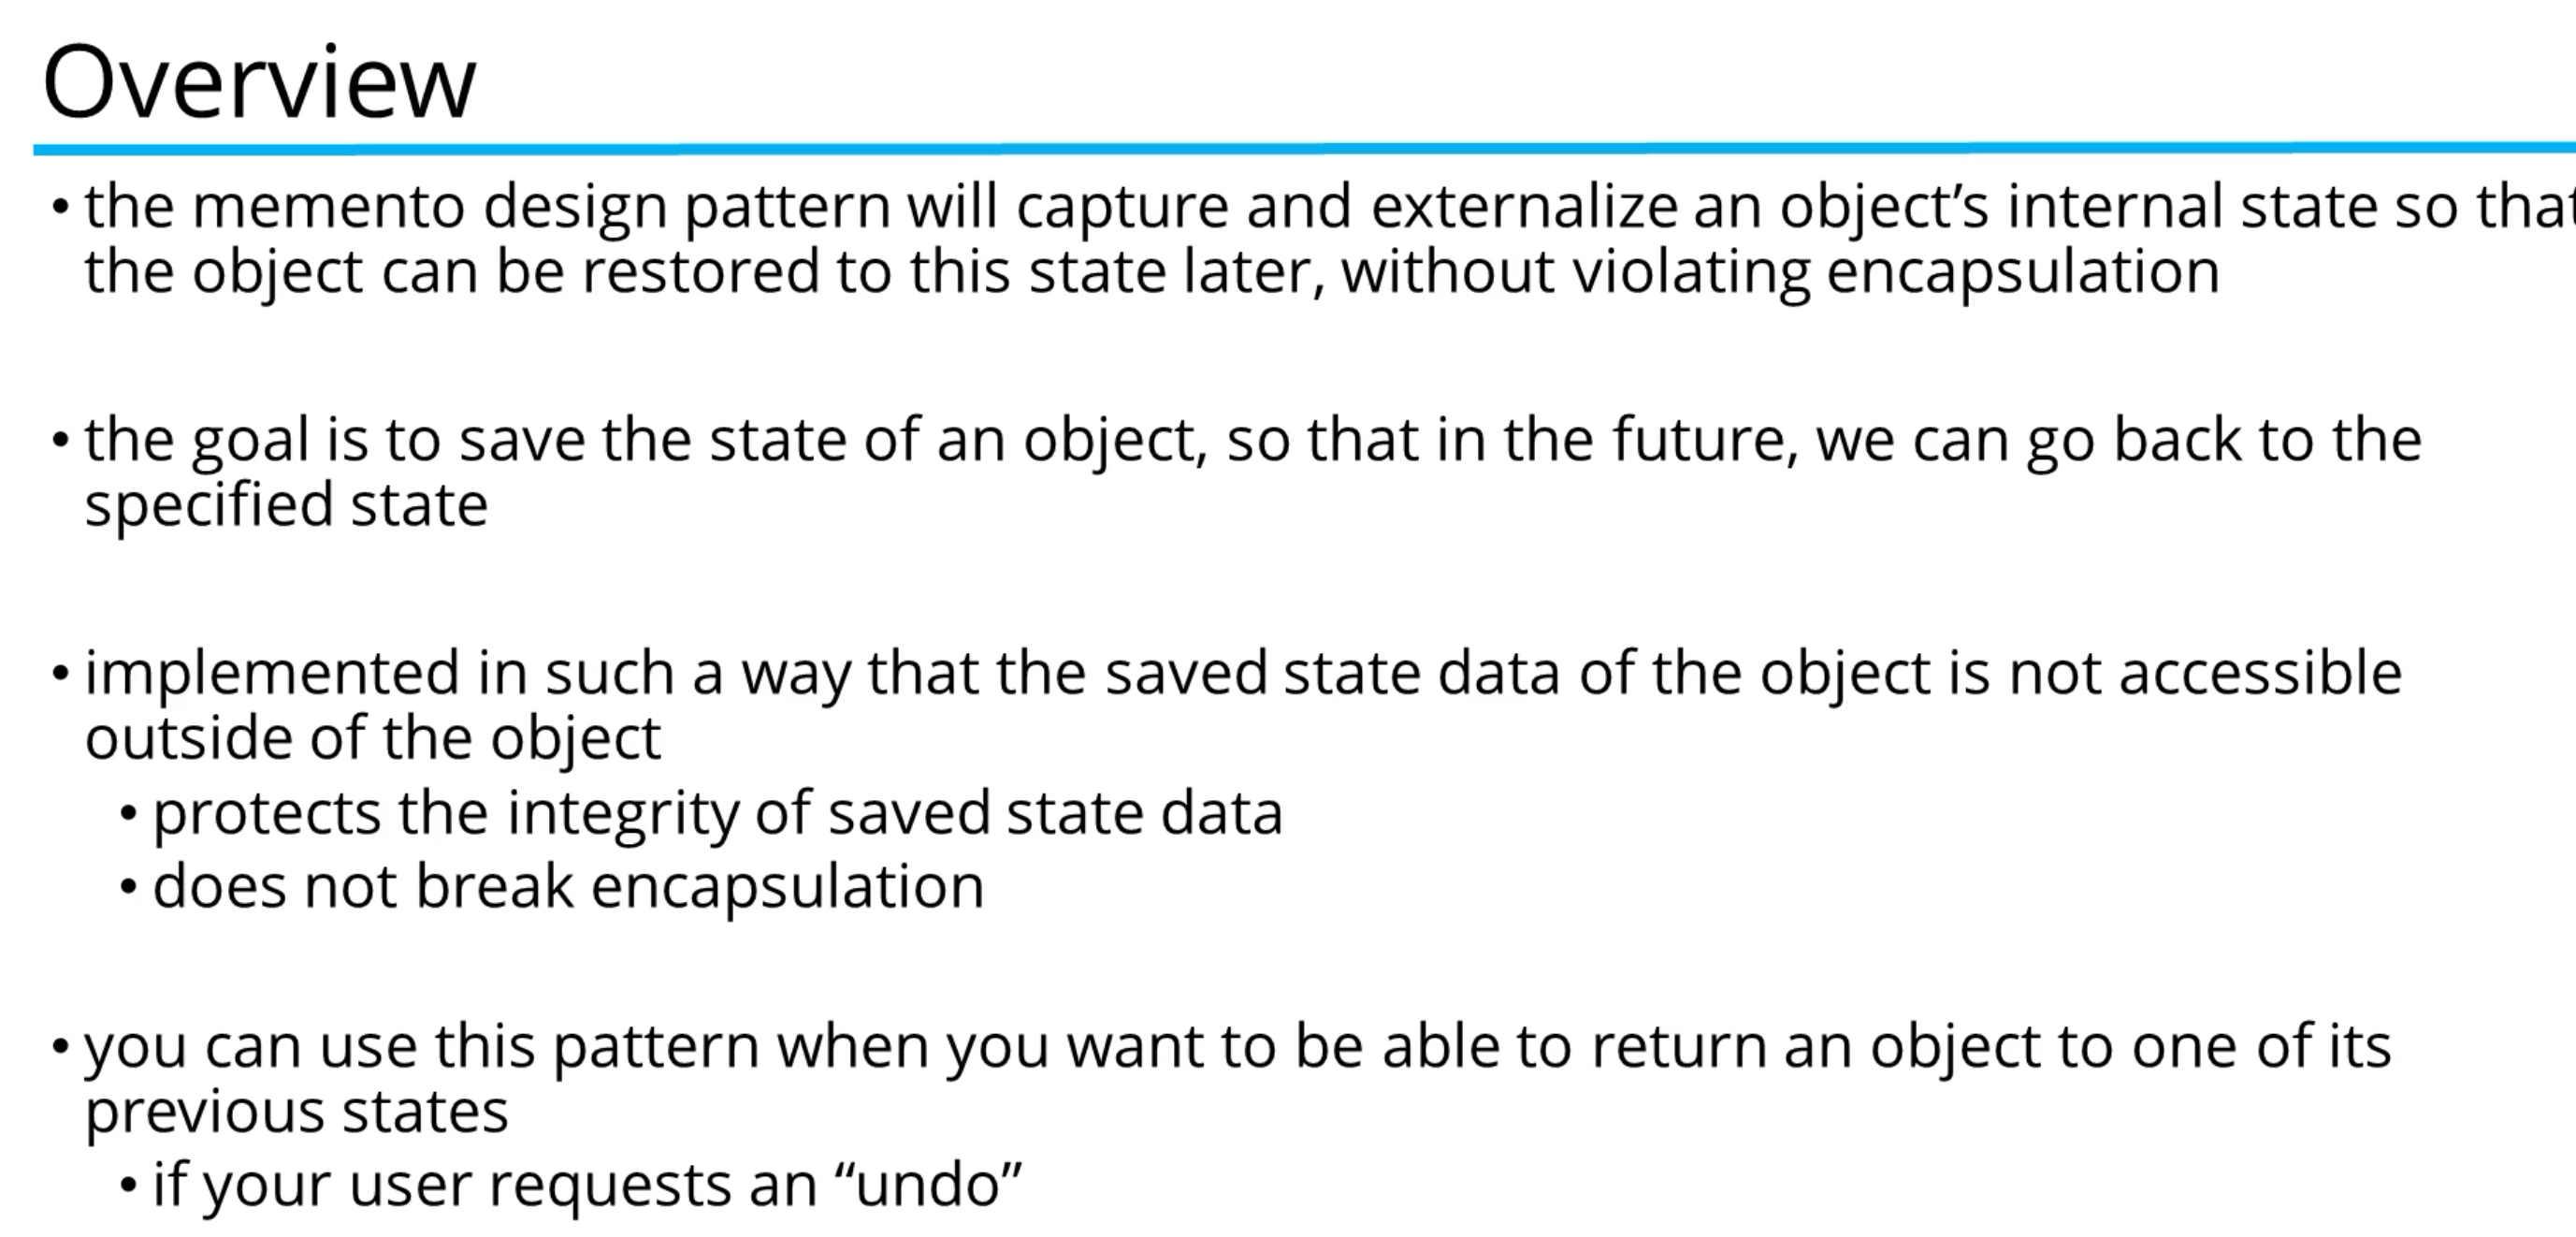 Overview
• the memento design pattern will capture and externalize an object’s internal state so that
the object can be restored to this state later, without violating encapsulation
• the goal is to save the state of an object, so that in the future, we can go back to the
specified state
• implemented in such a way that the saved state data of the object is not accessible
outside of the object
• protects the integrity of saved state data
• does not break encapsulation
• you can use this pattern when you want to be able to return an object to one of its
previous states
• if your user requests an “undo”